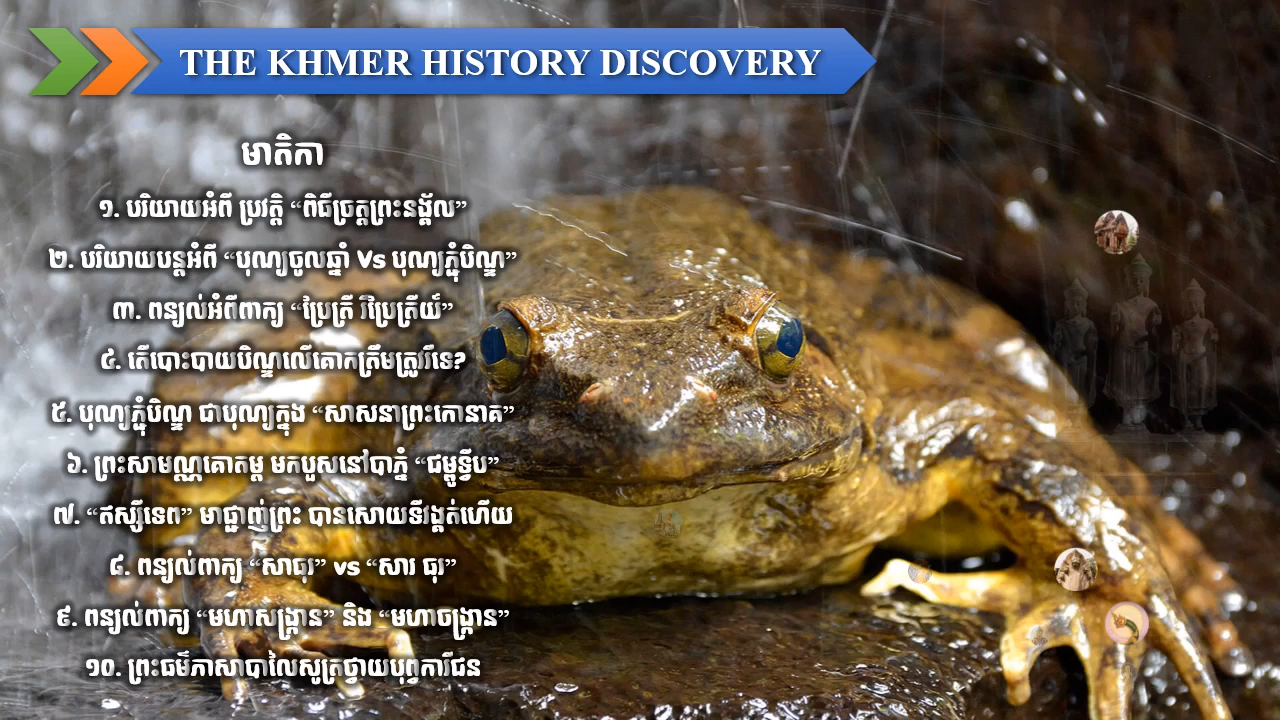 THE KHMER HISTORY DISCOVERY
មាតិកា
១. បរិយាយអំពី ប្រវត្តិ “ពិធីច្រត្តព្រះនង្គ័ល”
២. បរិយាយបន្តអំពី “បុណ្យចូលឆ្នាំ Vs បុណ្យភ្ជុំបិណ្ឌ”
៣. ពន្យល់អំពីពាក្យ “ប្រៃត្រី រឺប្រៃត្រីយ៍”
៤. តើបោះបាយបិណ្ឌលើគោកត្រឹមត្រូវរឺទេ?
៥. បុណ្យភ្ជុំបិណ្ឌ ជាបុណ្យក្នុង “សាសនាព្រះកោនាគ”
៦. ព្រះសាមណ្ណគោតម្ត មកបួសនៅបាភ្នំ “ជម្ពូទ្វីប”
៧. “ឥស្សីទេព” មាផ្ចាញ់ព្រះ បានសោយទីវង្គត់ហើយ
៨. ពន្យល់ពាក្យ “សាធុ” vs “សារ ធុរ”
៩. ពន្យល់ពាក្យ “មហាសង្ក្រាន” និង “មហាចង្ក្រាន”
១០. ព្រះធម៌ភាសាបាលៃសូត្រថ្វាយបុព្វការីជន